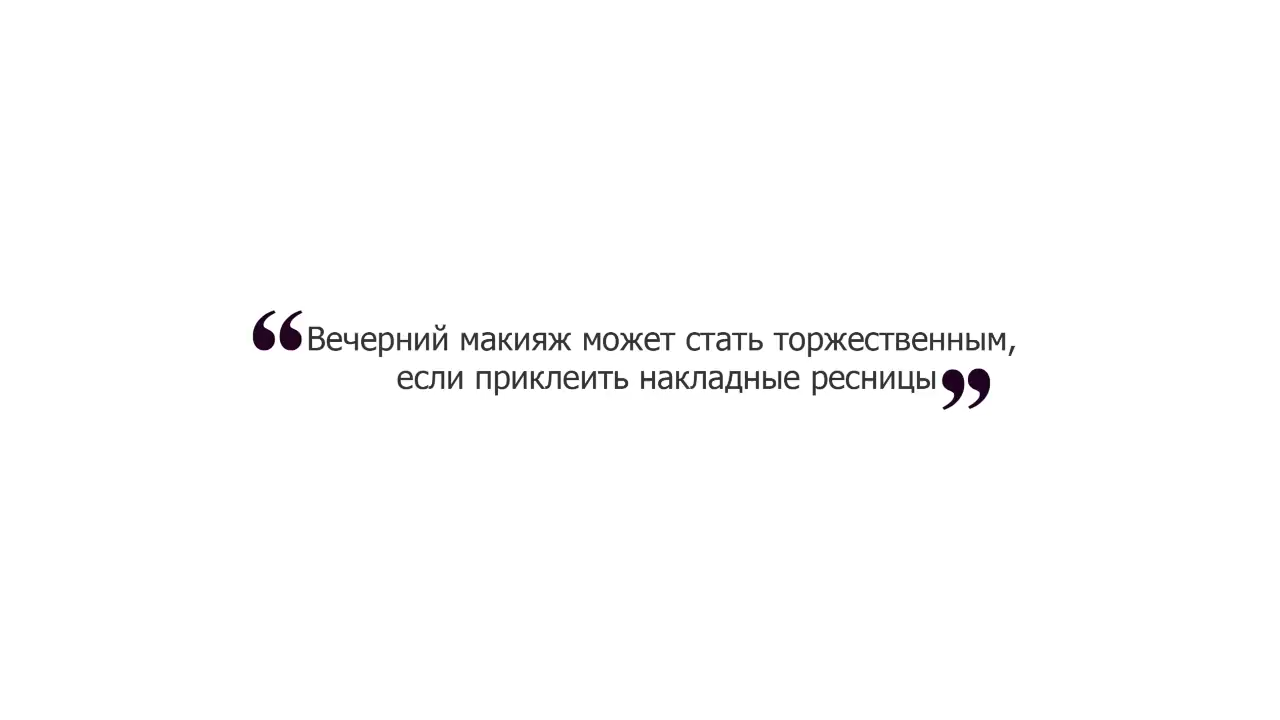 “Вечерний макияж может стать торжественным,
если приклеить накладные ресницы”